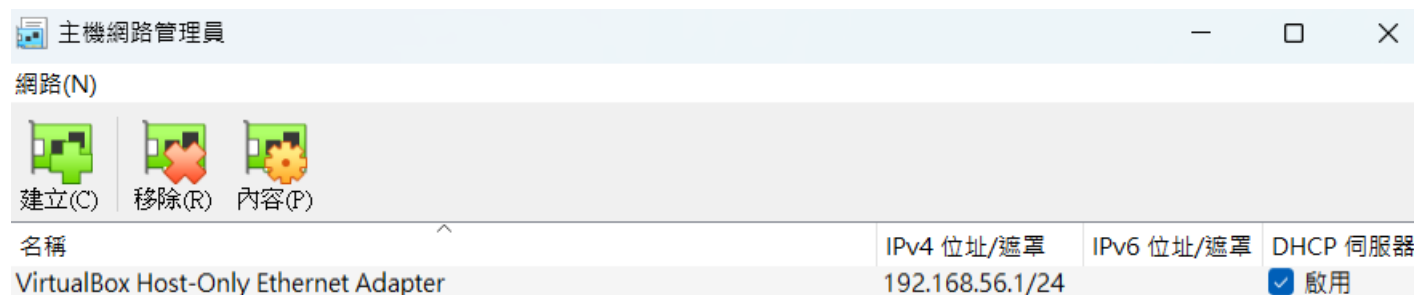 主機網路管理員
網路(N)
建立(C) 移除(R) 內容(P)
名稱 IPv4 位址/遮罩 IPv6 位址/遮罩 DHCP 伺服器
VirtualBox Host-Only Ethernet Adapter 192.168.56.1/24 啟用